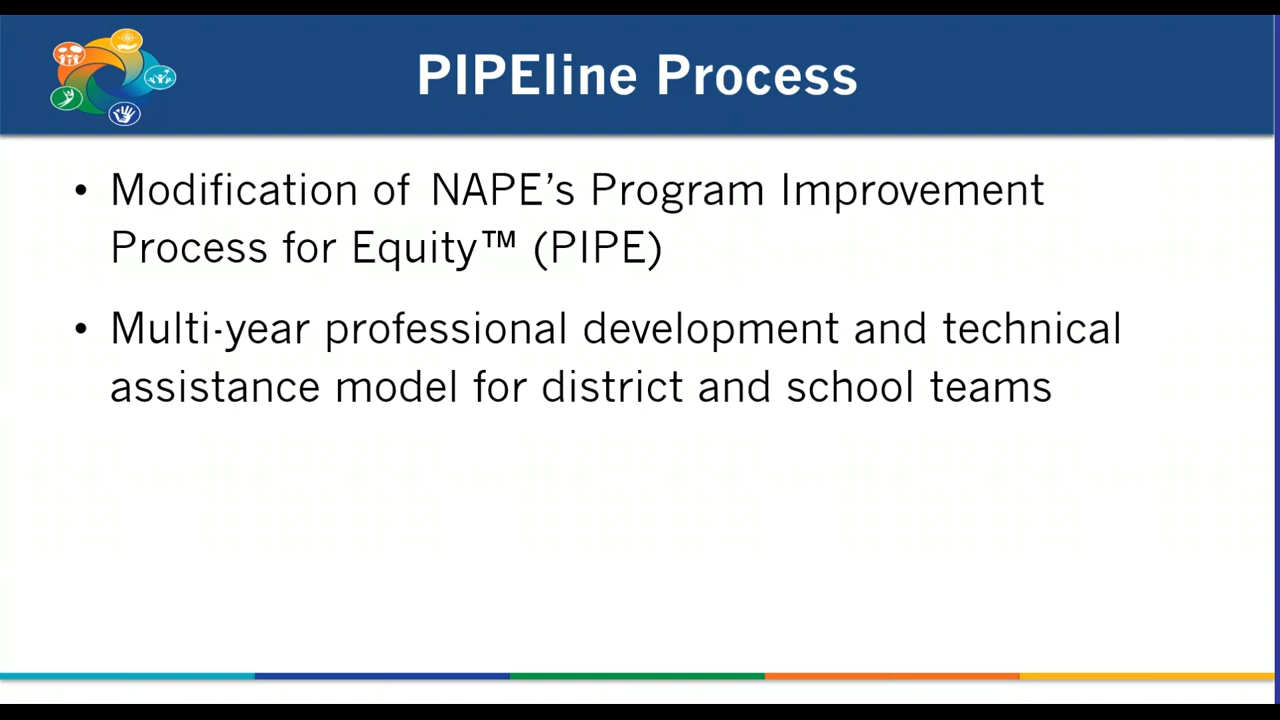 PIPEline Process
• Modification of NAPE’s Program Improvement
Process for Equity™ (PIPE)
• Multi-year professional development and technical
assistance model for district and school teams